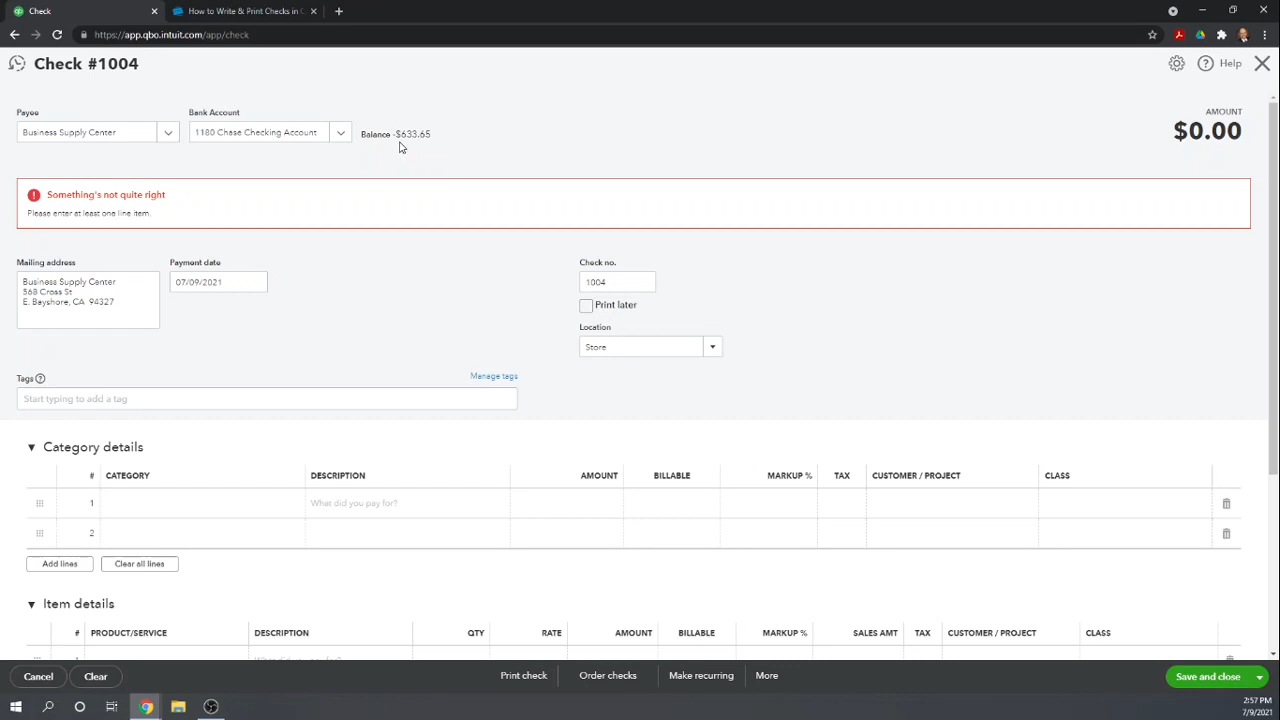 Check
How to Write & Print Checks in
https://app.qbo.intuit.com/app/check
Check #1004
Help
Payee
Bank Account
AMOUNT
Business Supply Center
1180 Chase Checking Account
Balance -$633.65
$0.00
Something's not quite right
Please enter at least one line item.
Mailing address
Payment date
Check no.
Business Supply Center
568 Cross St
E. Bayshore, CA 94327
07/09/2021
1004
Print later
Location
Store
Tags
Manage tags
Start typing to add a tag
Category details
# CATEGORY DESCRIPTION AMOUNT BILLABLE MARKUP % TAX CUSTOMER / PROJECT CLASS
1 What did you pay for?
2
Add lines
Clear all lines
Item details
# PRODUCT/SERVICE DESCRIPTION QTY RATE AMOUNT BILLABLE MARKUP % SALES AMT TAX CUSTOMER / PROJECT CLASS
Cancel
Clear
Print check
Order checks
Make recurring
More
Save and close
2:57 PM
7/9/2021